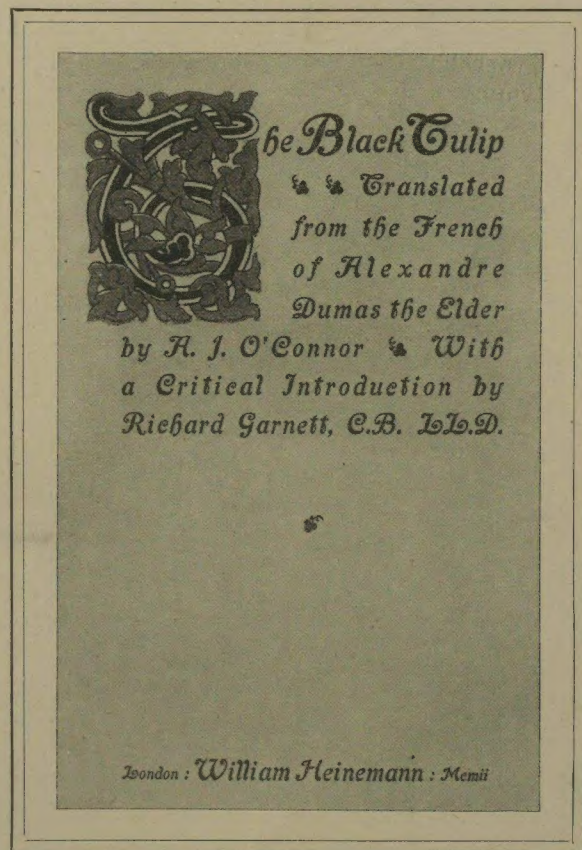 The Black Tulip
Translated
from the French
of Alexandre
Dumas the Elder
by A. J. O'Connor With
a Critical Introduction by
Richard Garnett, C.B. LL.D.
London : William Heinemann : Mcmii